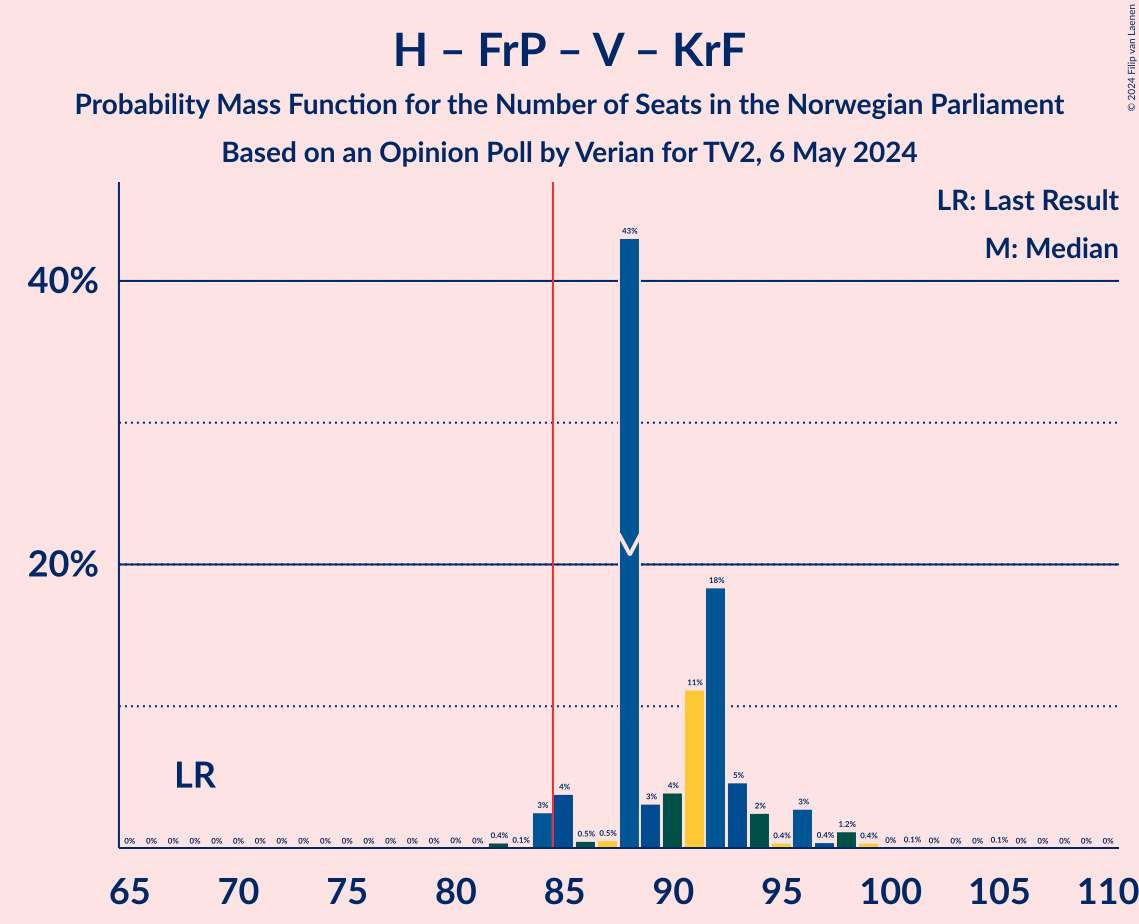 H – FrP – V – KrF
Probability Mass Function for the Number of Seats in the Norwegian Parliament
Based on an Opinion Poll by Verian for TV2, 6 May 2024
© 2024 Filip van Laenen
LR: Last Result
M: Median
40%
20%
LR
0% 0% 0% 0% 0% 0% 0% 0% 0% 0% 0% 0% 0% 0% 0% 0% 0% 0.4% 0.1% 3% 4% 0.5% 0.5% 43% 3% 4% 11% 18% 5% 2% 0.4% 3% 0.4% 1.2% 0.4% 0% 0.1% 0% 0% 0% 0.1% 0% 0% 0% 0% 0%
65 70 75 80 85 90 95 100 105 110